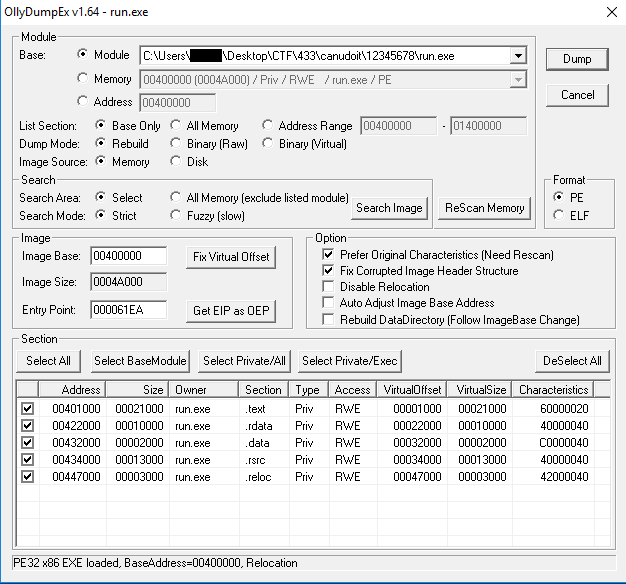 OllyDumpEx v1.64 - run.exe
Module
Base: Module C:\Users\ \Desktop\CTF\433\canudoit\12345678\run.exe Dump
Memory 00400000 (0004A000) / Priv / RWE / run.exe / PE
Cancel
Address 00400000
List Section: Base Only All Memory Address Range 00400000 - 01400000
Dump Mode: Rebuild Binary (Raw) Binary (Virtual)
Image Source: Memory Disk
Search Format
Search Area: Select All Memory (exclude listed module) PE
Search Image ReScan Memory
Search Mode: Strict Fuzzy (slow) ELF
Image Option
Image Base: 00400000 Fix Virtual Offset Prefer Original Characteristics (Need Rescan)
Fix Corrupted Image Header Structure
Image Size: 0004A000 Disable Relocation
Auto Adjust Image Base Address
Entry Point: 000061EA Get EIP as OEP Rebuild DataDirectory (Follow ImageBase Change)
Section
Select All Select BaseModule Select Private/All Select Private/Exec DeSelect All
Address Size Owner Section Type Access VirtualOffset VirtualSize Characteristics
00401000 00021000 run.exe .text Priv RWE 00001000 00021000 60000020
00422000 00010000 run.exe .rdata Priv RWE 00022000 00010000 40000040
00432000 00002000 run.exe .data Priv RWE 00032000 00002000 C0000040
00434000 00013000 run.exe .rsrc Priv RWE 00034000 00013000 40000040
00447000 00003000 run.exe .reloc Priv RWE 00047000 00003000 42000040
PE32 x86 EXE loaded, BaseAddress=00400000, Relocation